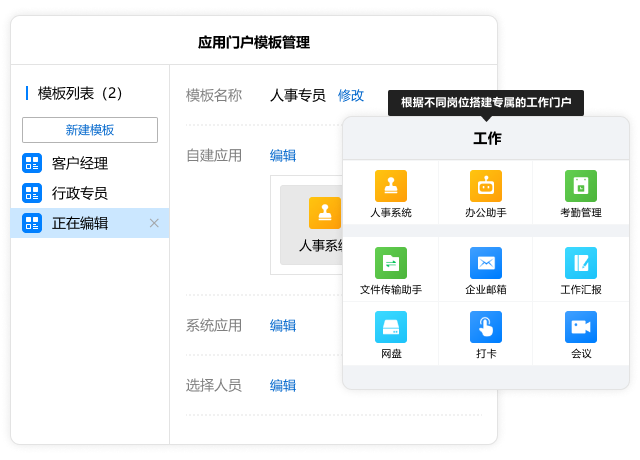 应用门户模板管理
模板列表（2）
新建模板
客户经理
行政专员
正在编辑
模板名称 人事专员 修改
自建应用 编辑
人事系统
系统应用 编辑
选择人员 编辑
根据不同岗位搭建专属的工作门户
工作
人事系统 办公助手 考勤管理
文件传输助手 企业邮箱 工作汇报
网盘 打卡 会议